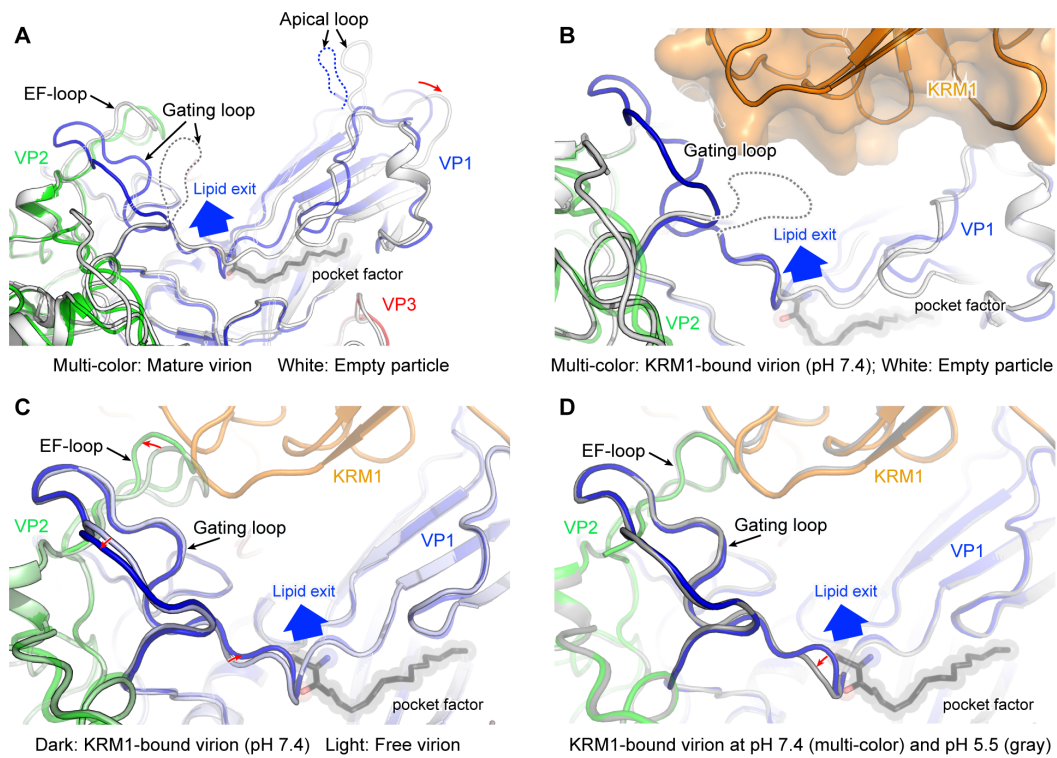 A
Apical loop
EF-loop
Gating loop
VP2
VP1
Lipid exit
pocket factor
VP3
Multi-color: Mature virion White: Empty particle
B
KRM1
Gating loop
Lipid exit
VP1
VP2
pocket factor
Multi-color: KRM1-bound virion (pH 7.4); White: Empty particle
C
EF-loop
KRM1
VP2
Gating loop
VP1
Lipid exit
pocket factor
Dark: KRM1-bound virion (pH 7.4) Light: Free virion
D
EF-loop
KRM1
VP2
Gating loop
VP1
Lipid exit
pocket factor
KRM1-bound virion at pH 7.4 (multi-color) and pH 5.5 (gray)